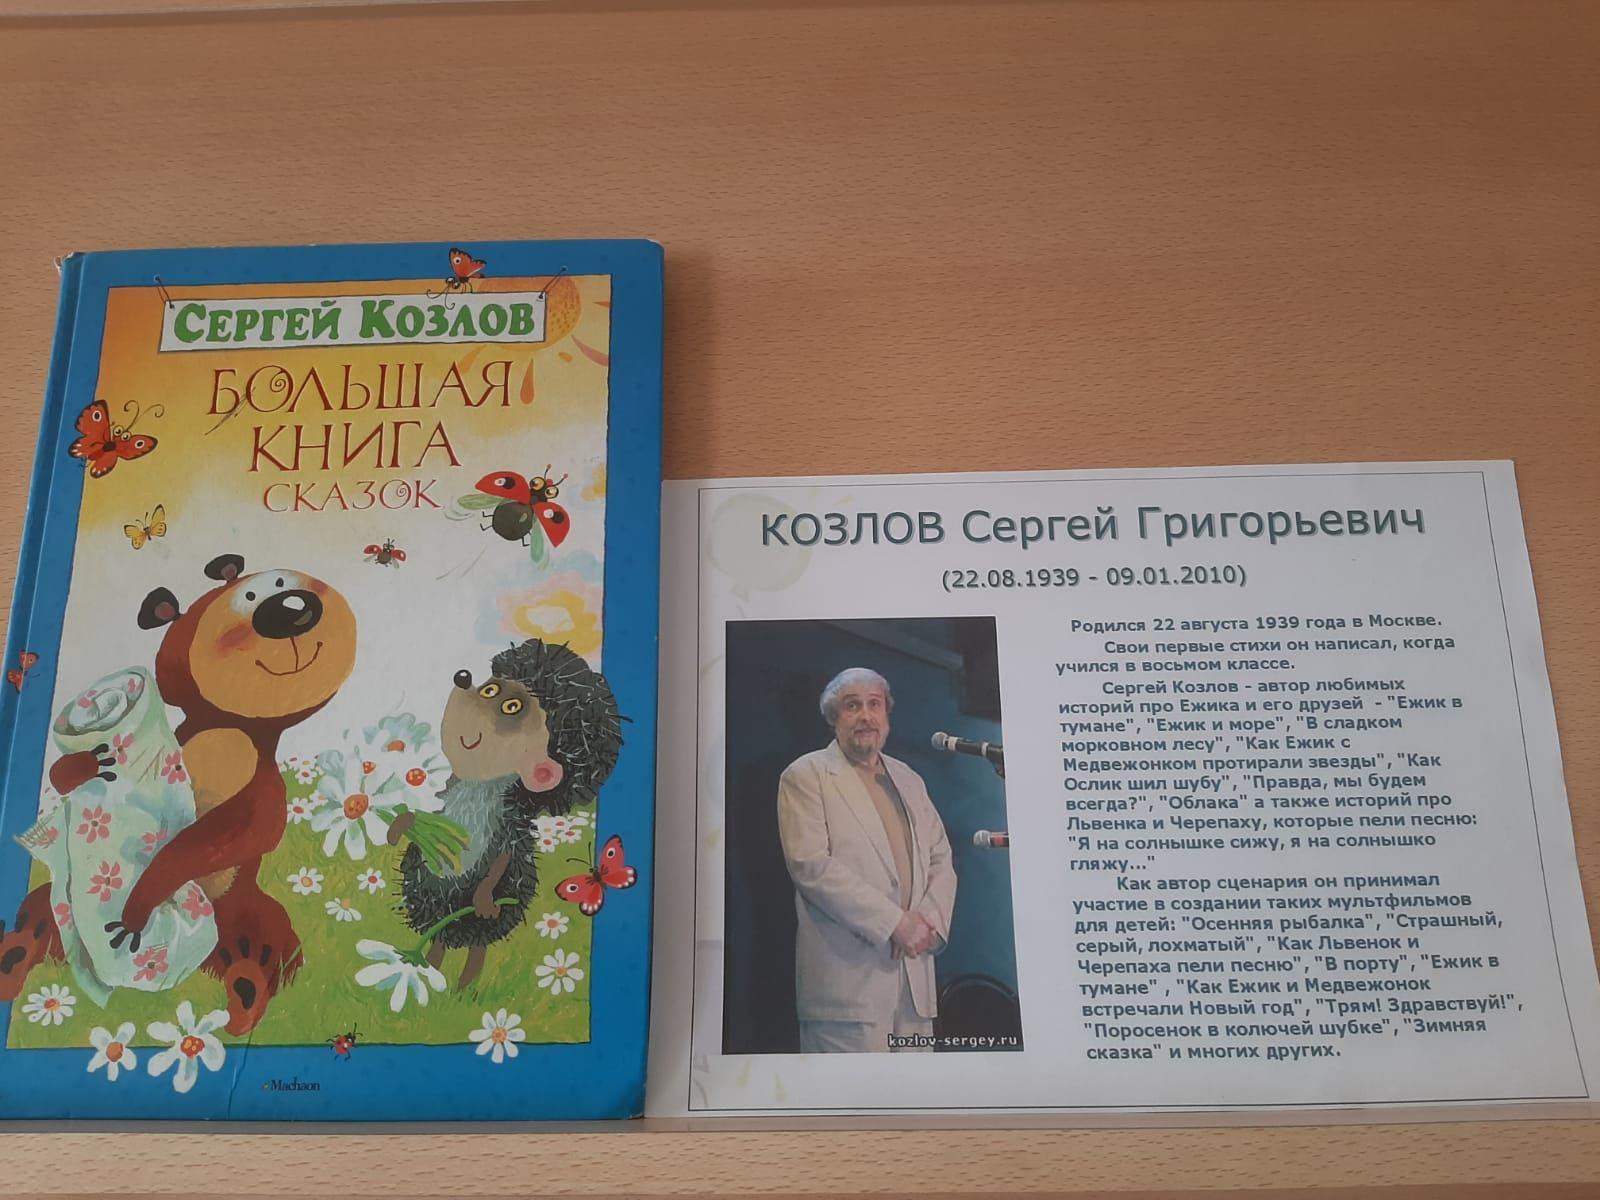 СЕРГЕЙ КОЗЛОВ
БОЛЬШАЯ
КНИГА
СКАЗОК
Machaon
КОЗЛОВ Сергей Григорьевич
(22.08.1939 - 09.01.2010)
Родился 22 августа 1939 года в Москве.
Свои первые стихи он написал, когда
учился в восьмом классе.
Сергей Козлов - автор любимых
историй про Ежика и его друзей - "Ежик в
тумане", "Ежик и море", "В сладком
морковном лесу", "Как Ежик с
Медвежонком протирали звезды", "Как
Ослик шил шубу", "Правда, мы будем
всегда?", "Облака" а также историй про
Львенка и Черепаху, которые пели песню:
"Я на солнышке сижу, я на солнышко
гляжу..."
Как автор сценария он принимал
участие в создании таких мультфильмов
для детей: "Осенняя рыбалка", "Страшный,
серый, лохматый", "Как Львенок и
Черепаха пели песню", "В порту", "Ежик в
тумане" , "Как Ежик и Медвежонок
встречали Новый год", "Трям! Здравствуй!",
"Поросенок в колючей шубке", "Зимняя
сказка" и многих других.
kozlov-sergey.ru